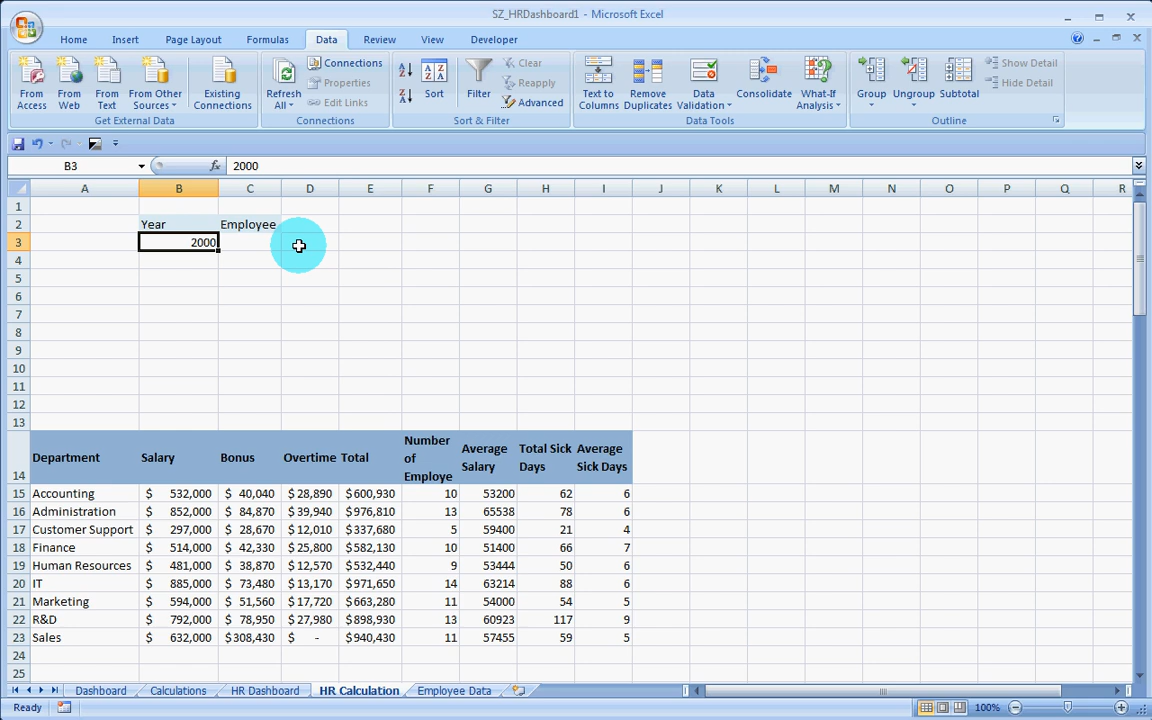 SZ_HRDashboard1 - Microsoft Excel
Home Insert Page Layout Formulas Data Review View Developer
From Access
From Web
From Text
From Other Sources
Existing Connections
Get External Data
Refresh All
Connections
Properties
Edit Links
Connections
Sort
Filter
Clear
Reapply
Advanced
Sort & Filter
Text to Columns
Remove Duplicates
Data Validation
Consolidate
What-If Analysis
Data Tools
Group
Ungroup
Subtotal
Show Detail
Hide Detail
Outline
B3 fx 2000
A B C D E F G H I J K L M N O P Q R
1
2 Year Employee
3 2000
4
5
6
7
8
9
10
11
12
13
14 Department Salary Bonus Overtime Total Number of Employe Average Salary Total Sick Days Average Sick Days
15 Accounting $ 532,000 $ 40,040 $ 28,890 $ 600,930 10 53200 62 6
16 Administration $ 852,000 $ 84,870 $ 39,940 $ 976,810 13 65538 78 6
17 Customer Support $ 297,000 $ 28,670 $ 12,010 $ 337,680 5 59400 21 4
18 Finance $ 514,000 $ 42,330 $ 25,800 $ 582,130 10 51400 66 7
19 Human Resources $ 481,000 $ 38,870 $ 12,570 $ 532,440 9 53444 50 6
20 IT $ 885,000 $ 73,480 $ 13,170 $ 971,650 14 63214 88 6
21 Marketing $ 594,000 $ 51,560 $ 17,720 $ 663,280 11 54000 54 5
22 R&D $ 792,000 $ 78,950 $ 27,980 $ 898,930 13 60923 117 9
23 Sales $ 632,000 $ 308,430 $ - $ 940,430 11 57455 59 5
24
25
Dashboard Calculations HR Dashboard HR Calculation Employee Data
Ready 100%